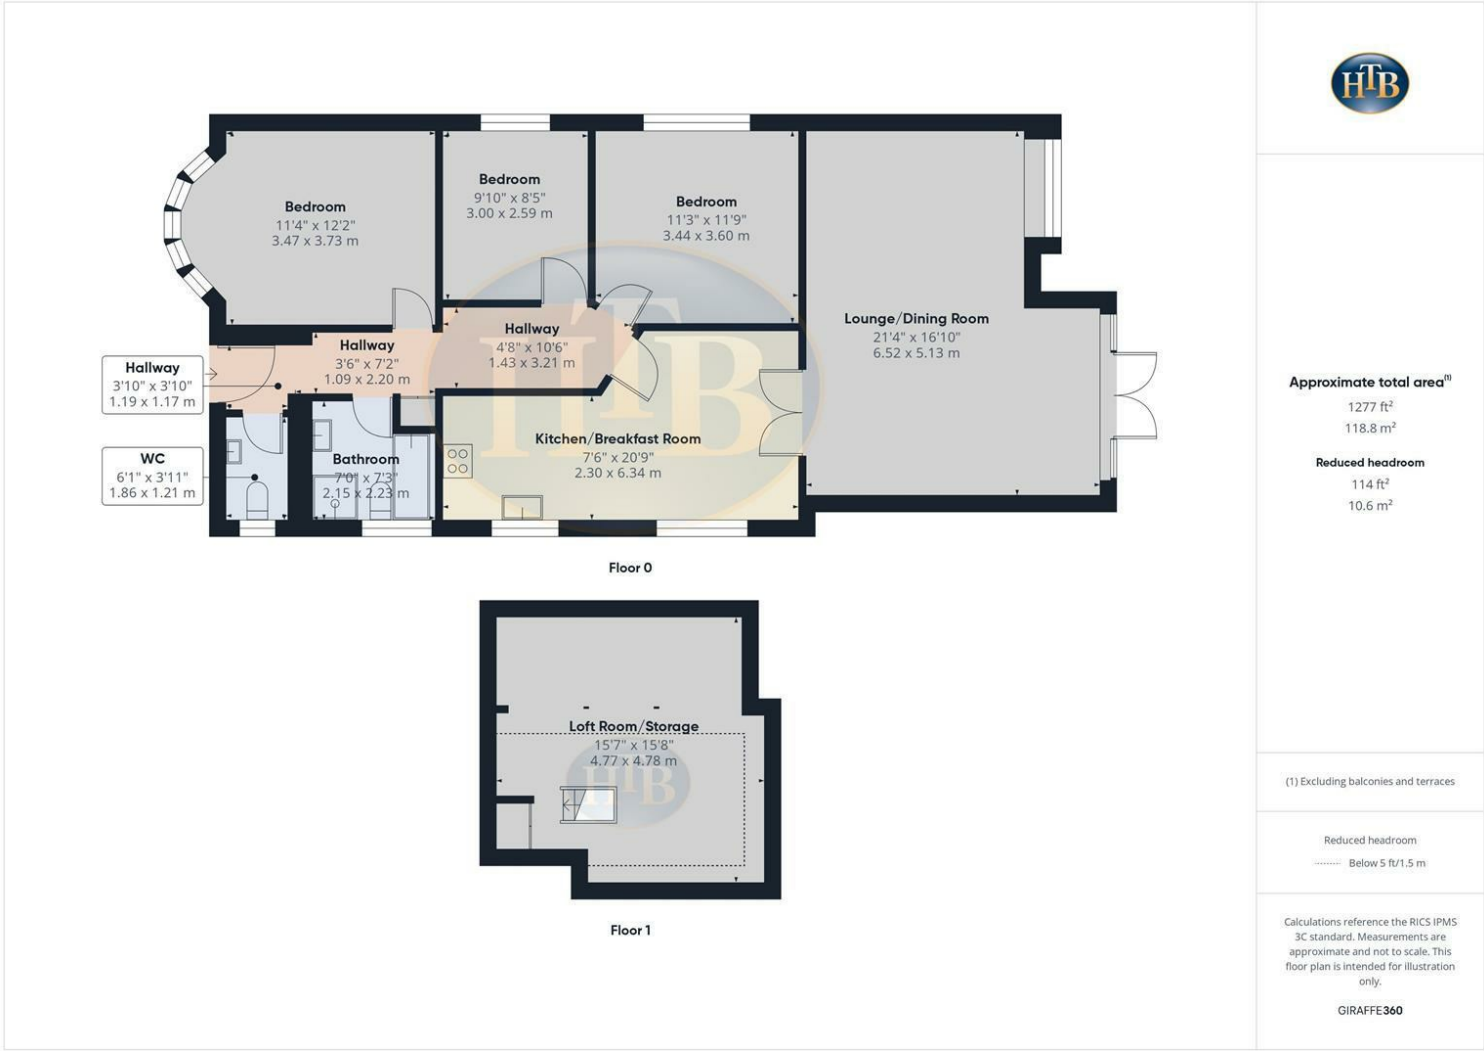 HTB
Bedroom
11'4" x 12'2"
3.47 x 3.73 m
Bedroom
9'10" x 8'5"
3.00 x 2.59 m
Bedroom
11'3" x 11'9"
3.44 x 3.60 m
Lounge/Dining Room
21'4" x 16'10"
6.52 x 5.13 m
Hallway
4'8" x 10'6"
1.43 x 3.21 m
Hallway
3'6" x 7'2"
1.09 x 2.20 m
Hallway
3'10" x 3'10"
1.19 x 1.17 m
WC
6'1" x 3'11"
1.86 x 1.21 m
Bathroom
7'0" x 7'3"
2.15 x 2.23 m
Kitchen/Breakfast Room
7'6" x 20'9"
2.30 x 6.34 m
HTB
Floor 0
Loft Room/Storage
15'7" x 15'8"
4.77 x 4.78 m
HTB
Floor 1
Approximate total area(1)
1277 ft²
118.8 m²
Reduced headroom
114 ft²
10.6 m²
(1) Excluding balconies and terraces
Reduced headroom
Below 5 ft/1.5 m
Calculations reference the RICS IPMS
3C standard. Measurements are
approximate and not to scale. This
floor plan is intended for illustration
only.
GIRAFFE360